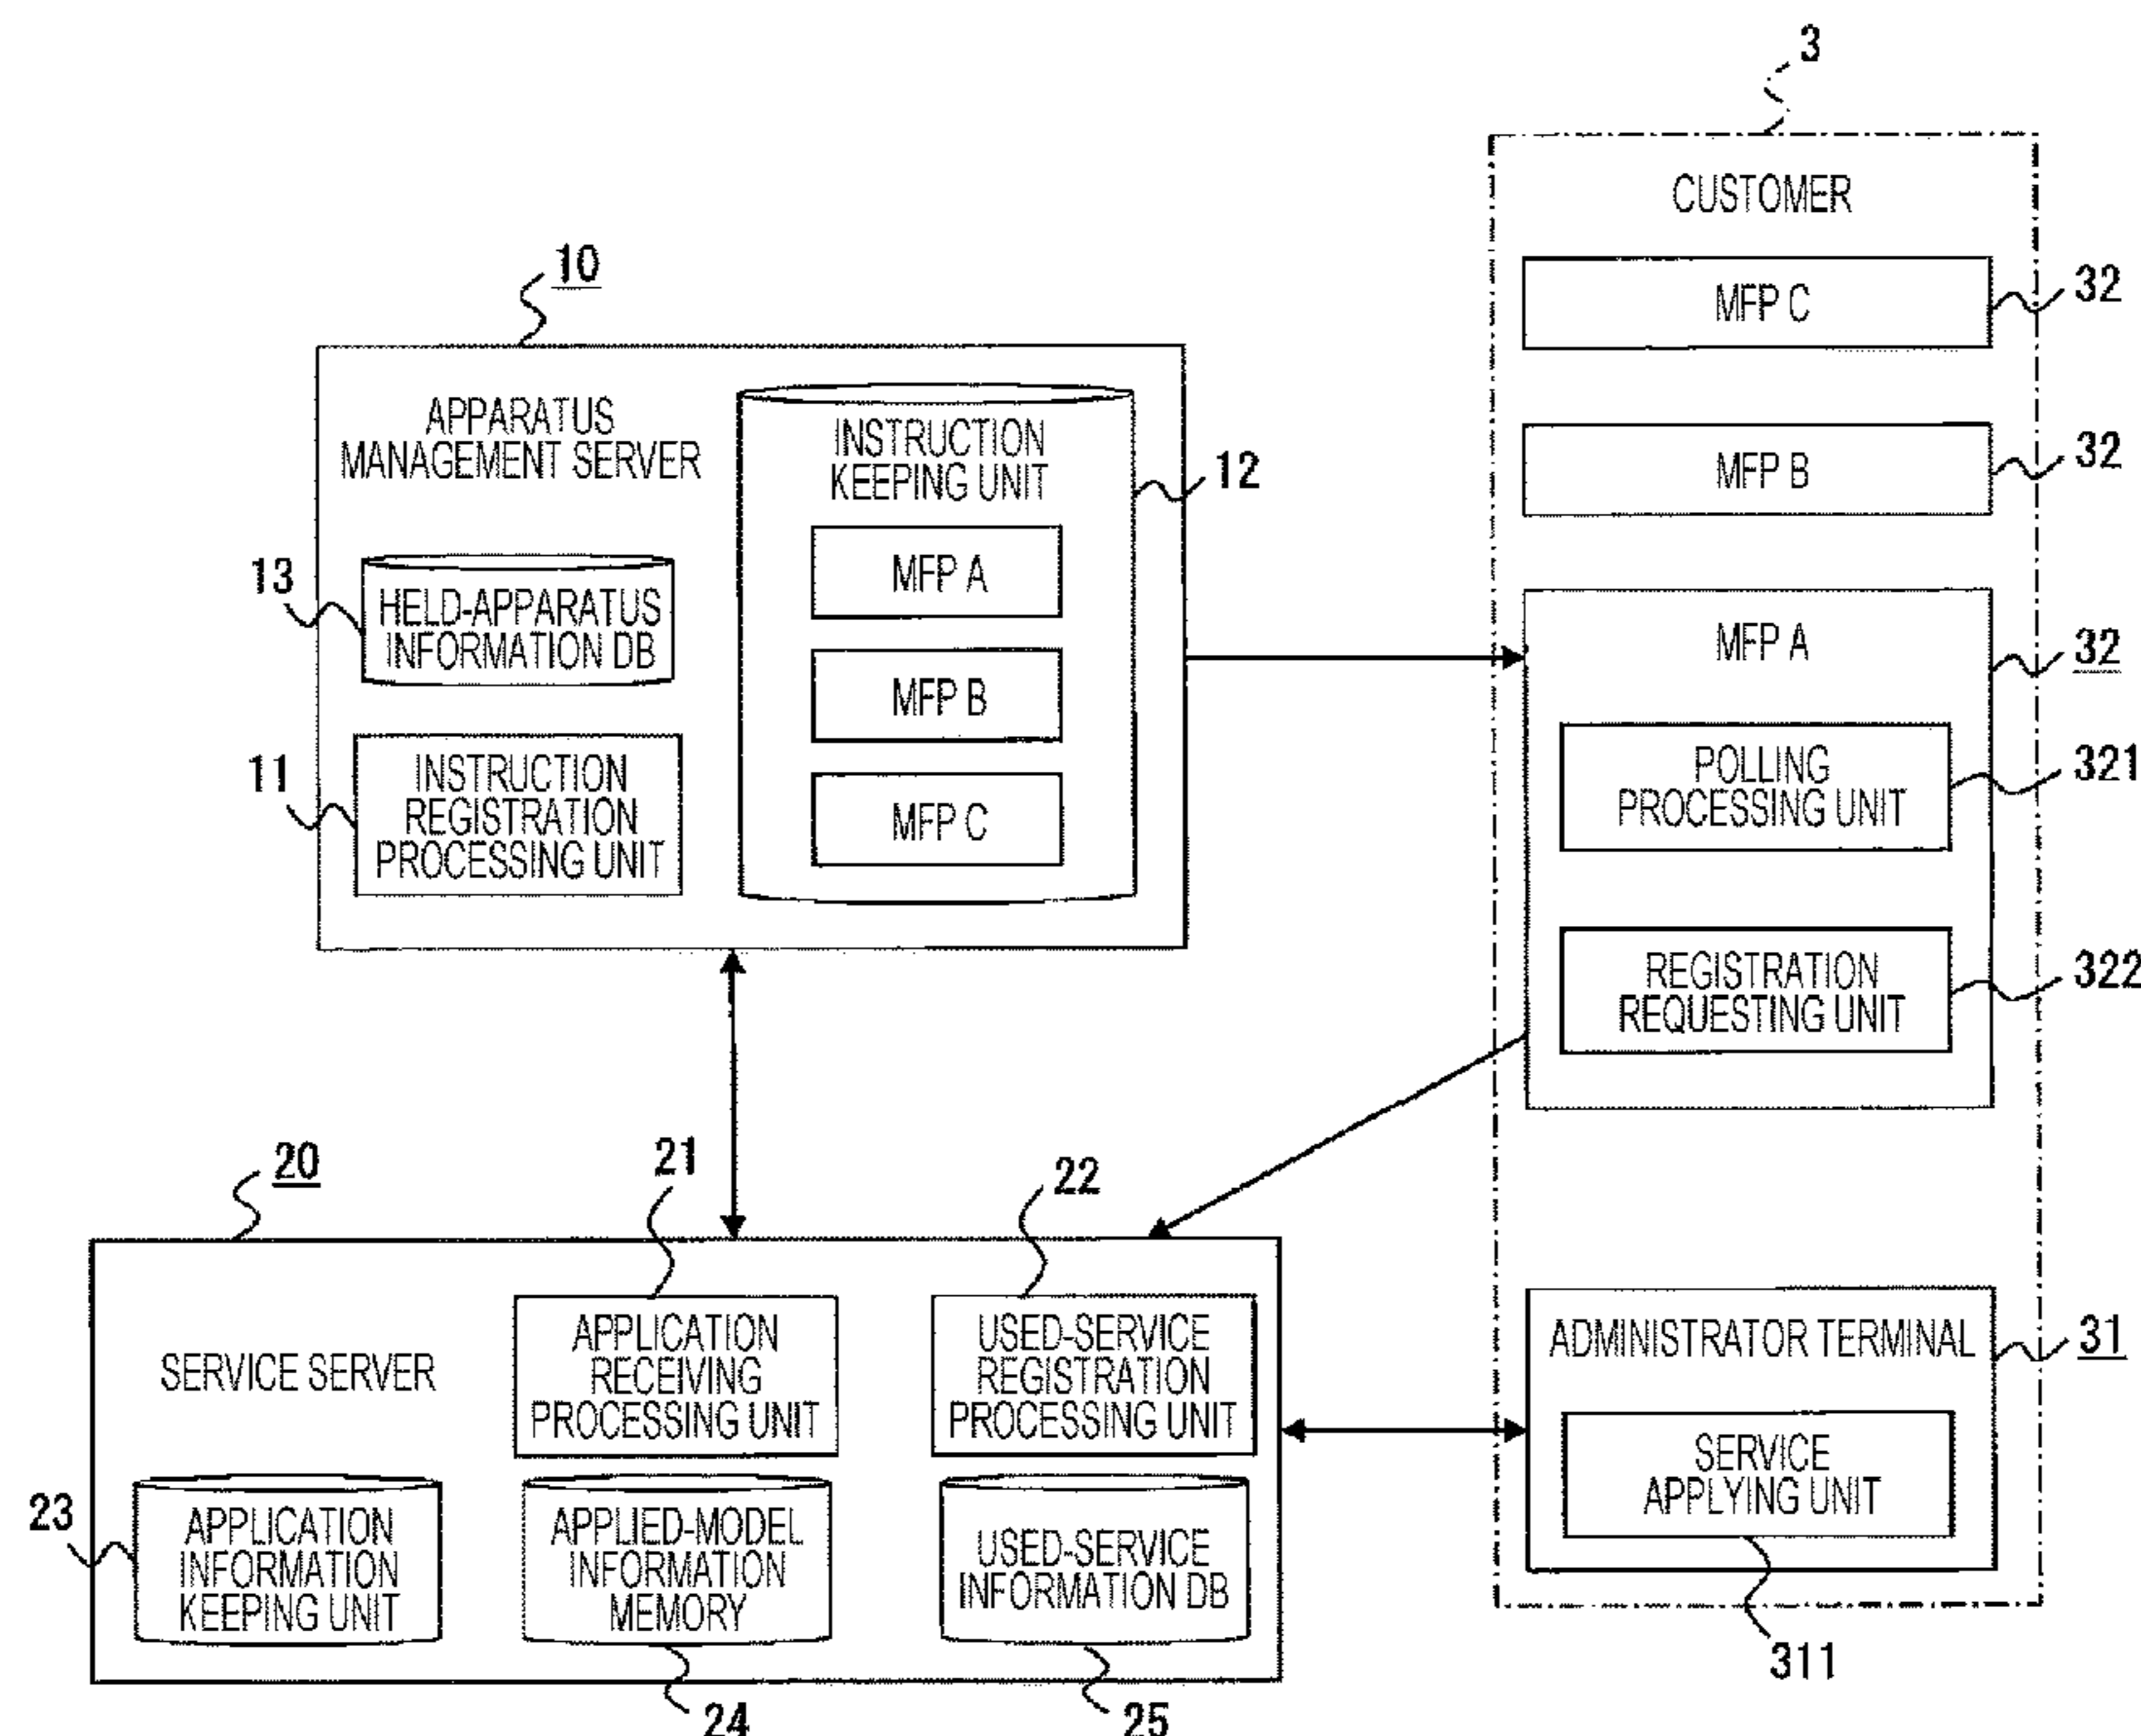 3
CUSTOMER
MFP C
32
MFP B
32
MFP A
32
POLLING
PROCESSING UNIT
321
REGISTRATION
REQUESTING UNIT
322
10
APPARATUS
MANAGEMENT SERVER
INSTRUCTION
KEEPING UNIT
12
MFP A
MFP B
MFP C
13
HELD-APPARATUS
INFORMATION DB
11
INSTRUCTION
REGISTRATION
PROCESSING UNIT
20
SERVICE SERVER
21
APPLICATION
RECEIVING
PROCESSING UNIT
22
USED-SERVICE
REGISTRATION
PROCESSING UNIT
23
APPLICATION
INFORMATION
KEEPING UNIT
APPLIED-MODEL
INFORMATION
MEMORY
24
USED-SERVICE
INFORMATION DB
25
ADMINISTRATOR TERMINAL
31
SERVICE
APPLYING UNIT
311